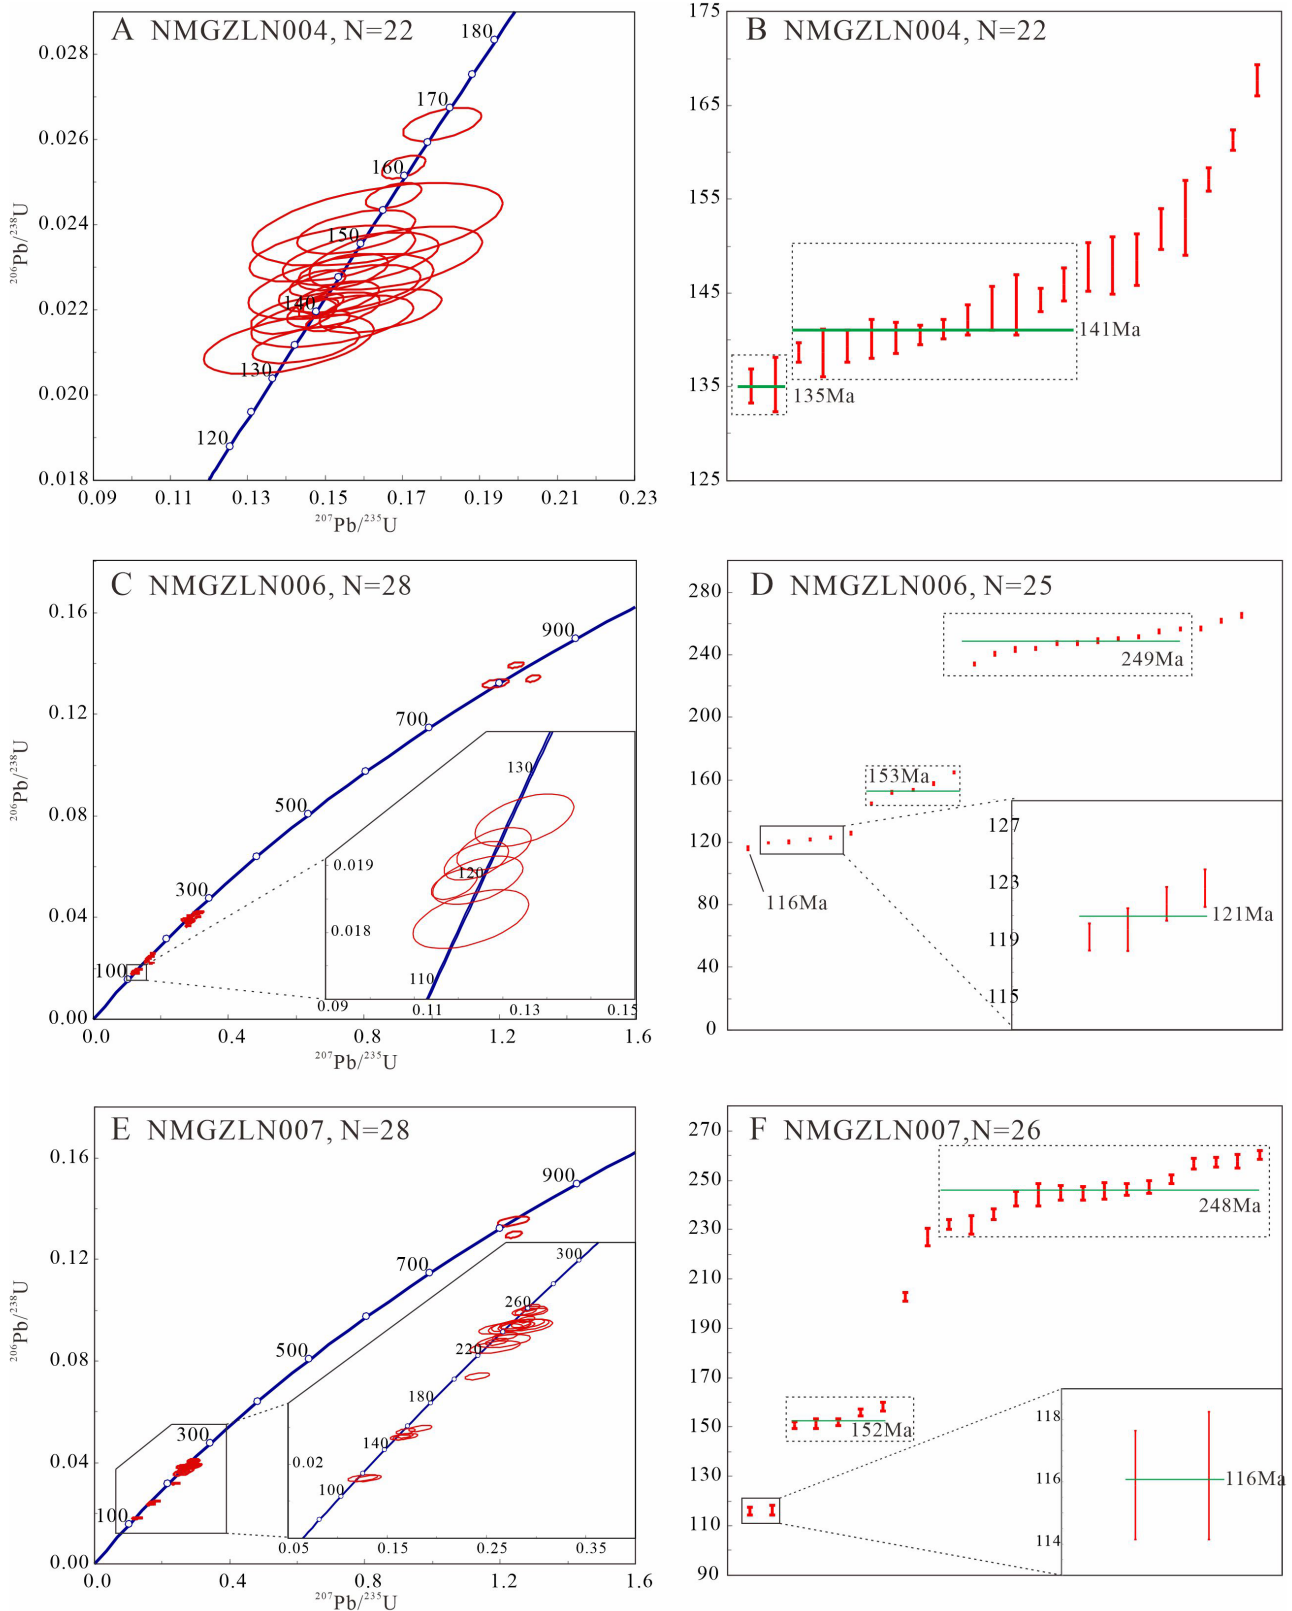 A NMGZLN004, N=22
0.028
0.026
0.024
0.022
0.020
0.018
²⁰⁶Pb/²³⁸U
180
170
160
150
140
130
120
0.09 0.11 0.13 0.15 0.17 0.19 0.21 0.23
²⁰⁷Pb/²³⁵U
B NMGZLN004, N=22
175
165
155
145
135
125
141Ma
135Ma
C NMGZLN006, N=28
0.16
0.12
0.08
0.04
0.00
²⁰⁶Pb/²³⁸U
900
700
500
300
100
130
120
110
0.019
0.018
0.09 0.11 0.13 0.15
0.0 0.4 0.8 1.2 1.6
²⁰⁷Pb/²³⁵U
D NMGZLN006, N=25
280
240
200
160
120
80
40
0
249Ma
153Ma
116Ma
127
123
119
115
121Ma
E NMGZLN007, N=28
0.16
0.12
0.08
0.04
0.00
²⁰⁶Pb/²³⁸U
900
700
500
300
100
300
260
220
180
140
100
0.02
0.05 0.15 0.25 0.35
0.0 0.4 0.8 1.2 1.6
²⁰⁷Pb/²³⁵U
F NMGZLN007,N=26
270
250
230
210
190
170
150
130
110
90
248Ma
152Ma
118
116
114
116Ma